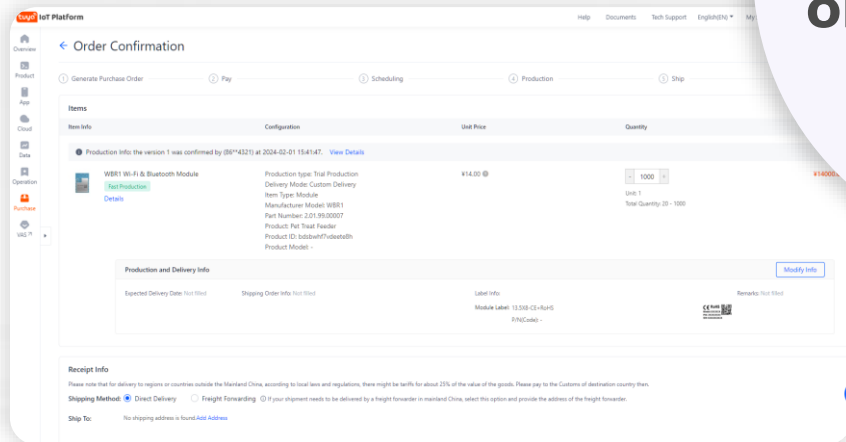 tuya IoT Platform
Help Documents Tech Support English(EN) My
Overview
Product
App
Cloud
Data
Operation
Purchase
VAS
← Order Confirmation
1 Generate Purchase Order 2 Pay 3 Scheduling 4 Production 5 Ship
Items
Item Info Configuration Unit Price Quantity
Production Info: the version 1 was confirmed by (86**4321) at 2024-02-01 15:41:47. View Details
WBR1 Wi-Fi & Bluetooth Module
Fast Production
Details
Production type: Trial Production
Delivery Mode: Custom Delivery
Item Type: Module
Manufacturer Model: WBR1
Part Number: 2.01.99.00007
Product: Pet Treat Feeder
Product ID:
Product Model: -
¥14.00
- 1000 +
Unit: 1
Total Quantity: 20 - 1000
¥14000
Production and Delivery Info
Modify Info
Expected Delivery Date: Not filled Shipping Order Info: Not filled Label Info: Remarks: Not filled
Module Label: 13.5X8-CE+RoHS
P/N(Code): -
CE RoHS
Receipt Info
Please note that for delivery to regions or countries outside the Mainland China, according to local laws and regulations, there might be tariffs for about 25% of the value of the goods. Please pay to the Customs of destination country then.
Shipping Method: Direct Delivery Freight Forwarding If your shipment needs to be delivered by a freight forwarder in mainland China, select this option and provide the address of the freight forwarder.
Ship To: No shipping address is found.Add Address